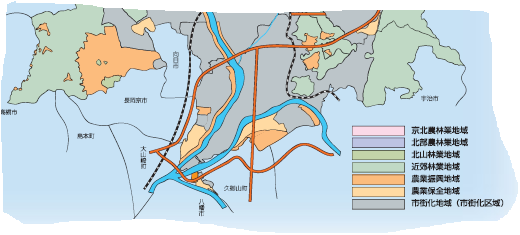 向日市
長岡京市
高槻市
島本町
大山崎町
久御山町
八幡市
宇治市
京北農林業地域
北部農林業地域
北山林業地域
近郊林業地域
農業振興地域
農業保全地域
市街化地域（市街化区域）